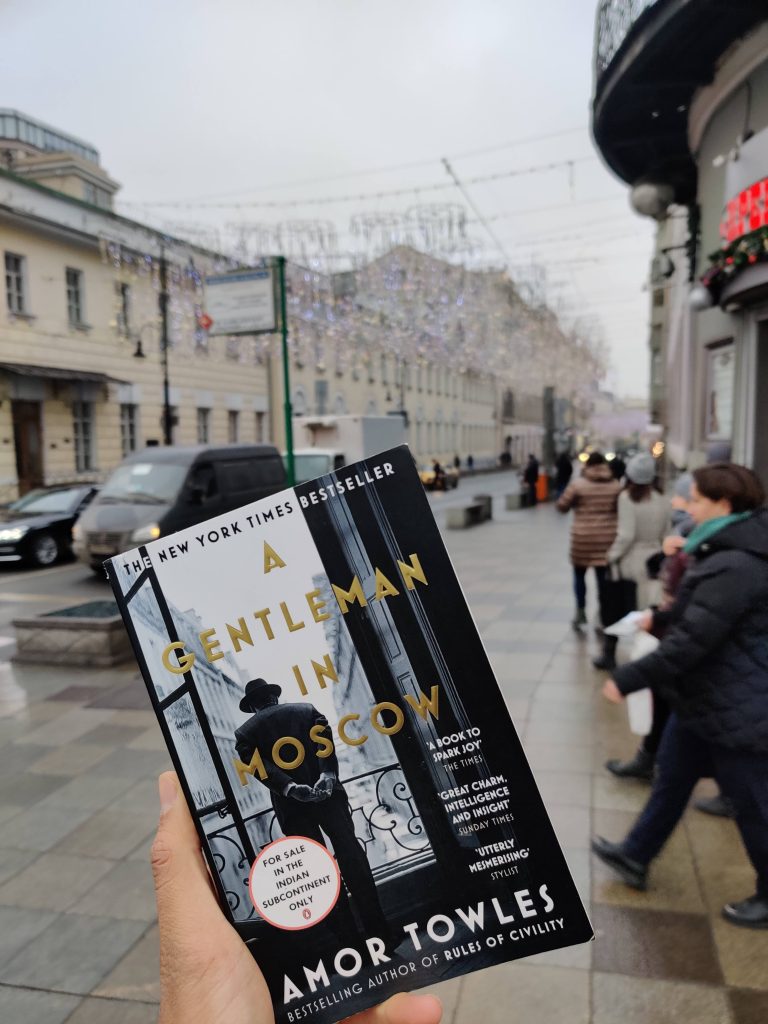 THE NEW YORK TIMES BESTSELLER
A
GENTLEMAN
IN
MOSCOW
'A BOOK TO
SPARK JOY'
THE TIMES
'GREAT CHARM,
INTELLIGENCE
AND INSIGHT'
SUNDAY TIMES
'UTTERLY
MESMERISING'
STYLIST
FOR SALE
IN THE
INDIAN
SUBCONTINENT
ONLY
AMOR TOWLES
BESTSELLING AUTHOR OF RULES OF CIVILITY